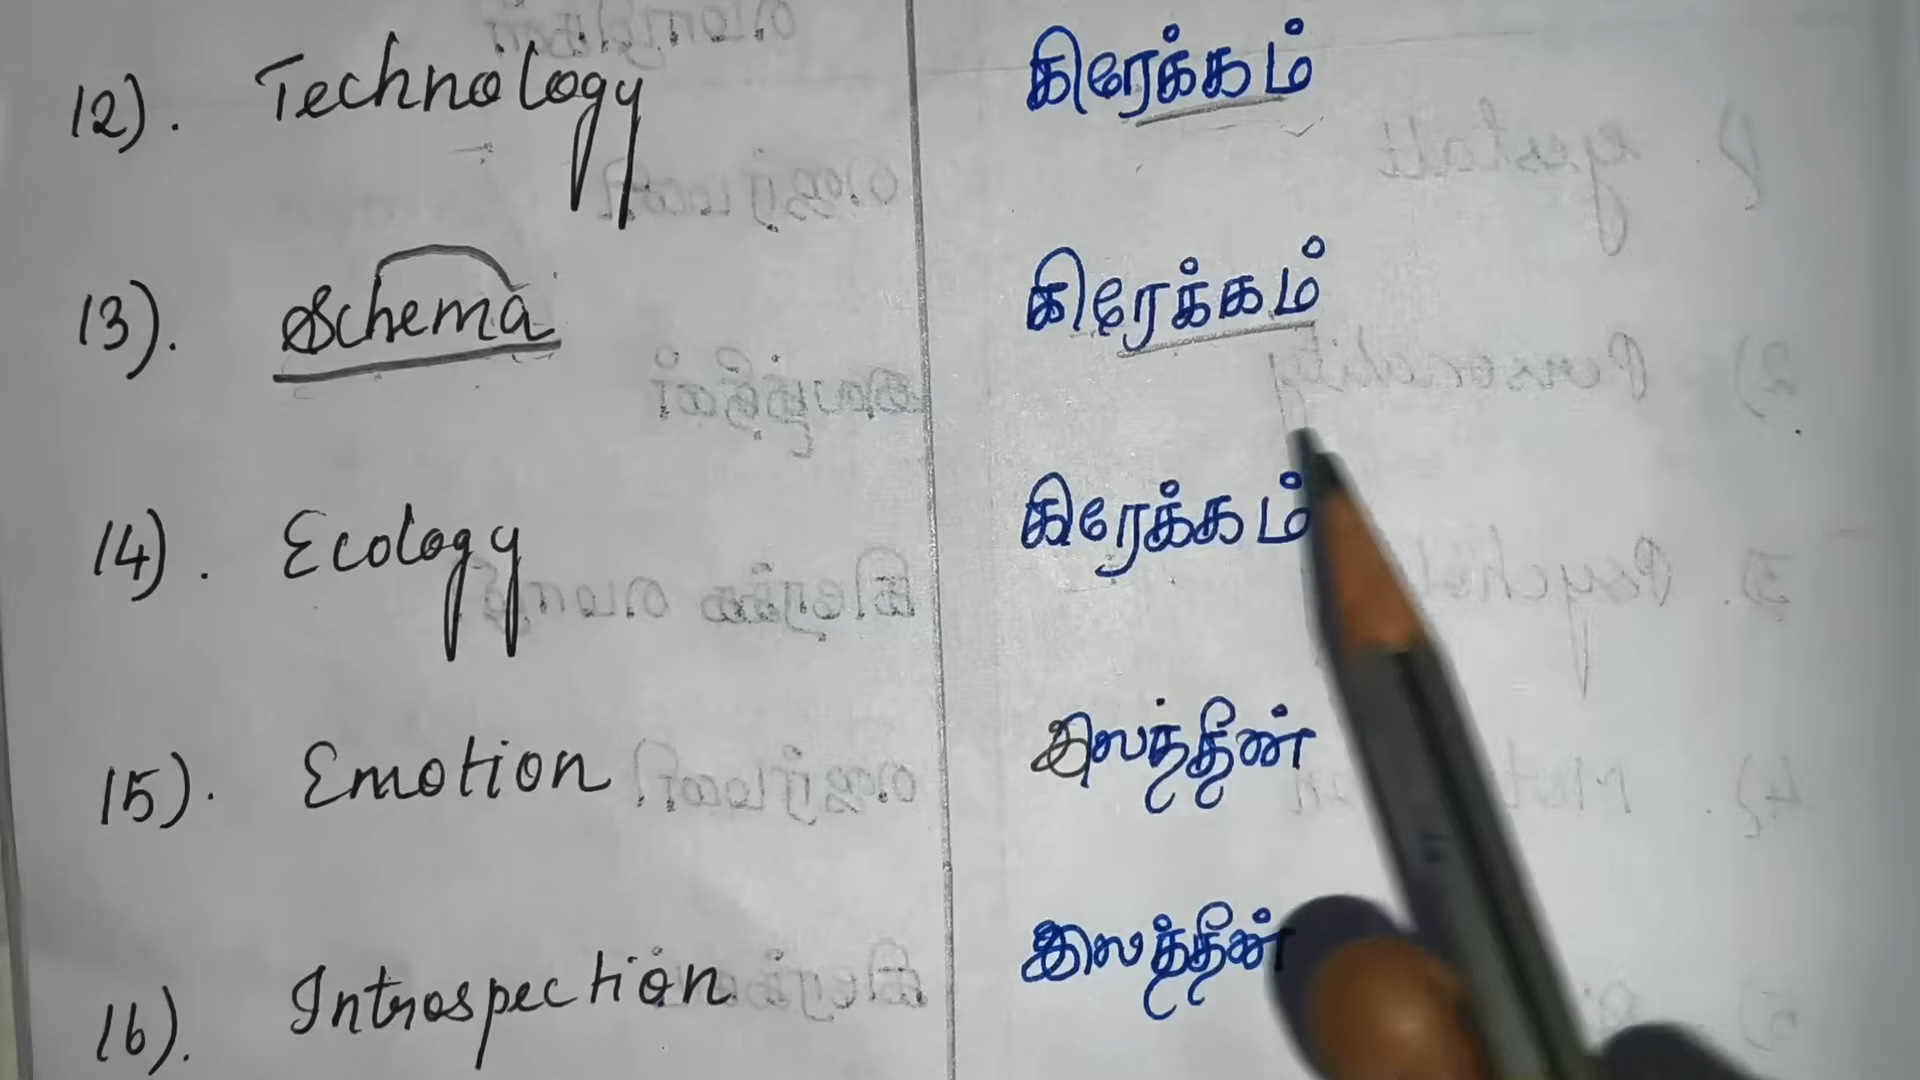 12). Technology கிரேக்கம்
13). Schema கிரேக்கம்
14). Ecology கிரேக்கம்
15). Emotion இலத்தீன்
16). Introspection இலத்தீன்